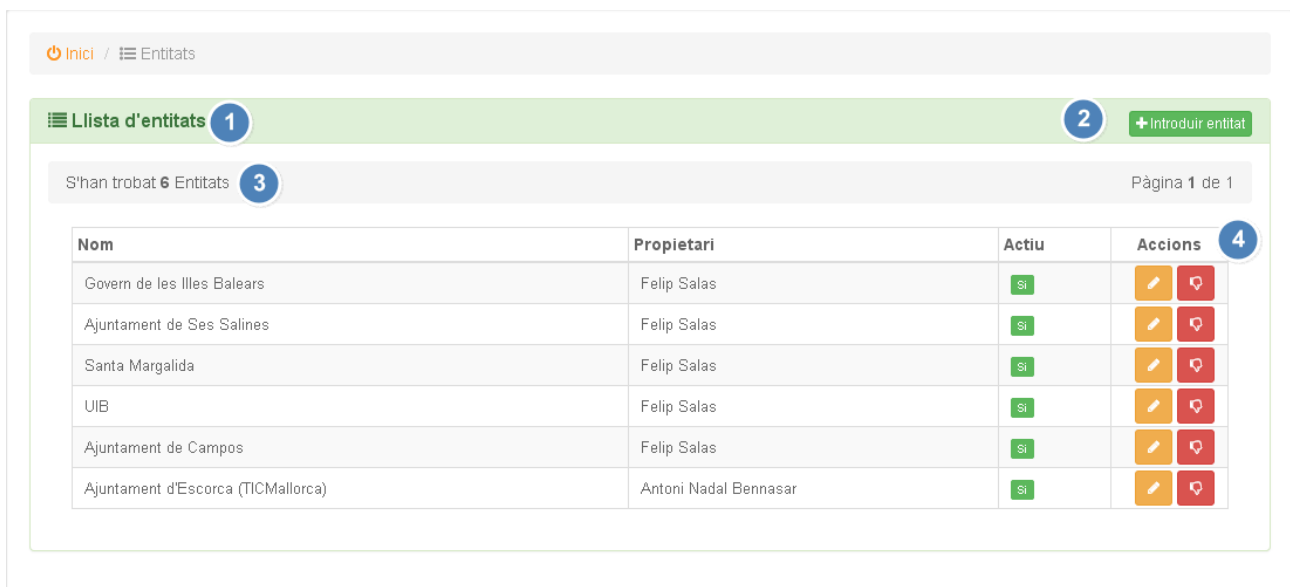 Inici / Entitats
Llista d'entitats 1 2 Introduir entitat
S'han trobat 6 Entitats 3 Pàgina 1 de 1
Nom Propietari Actiu Accions 4
Govern de les Illes Balears Felip Salas Si
Ajuntament de Ses Salines Felip Salas Si
Santa Margalida Felip Salas Si
UIB Felip Salas Si
Ajuntament de Campos Felip Salas Si
Ajuntament d'Escorca (TICMallorca) Antoni Nadal Bennasar Si